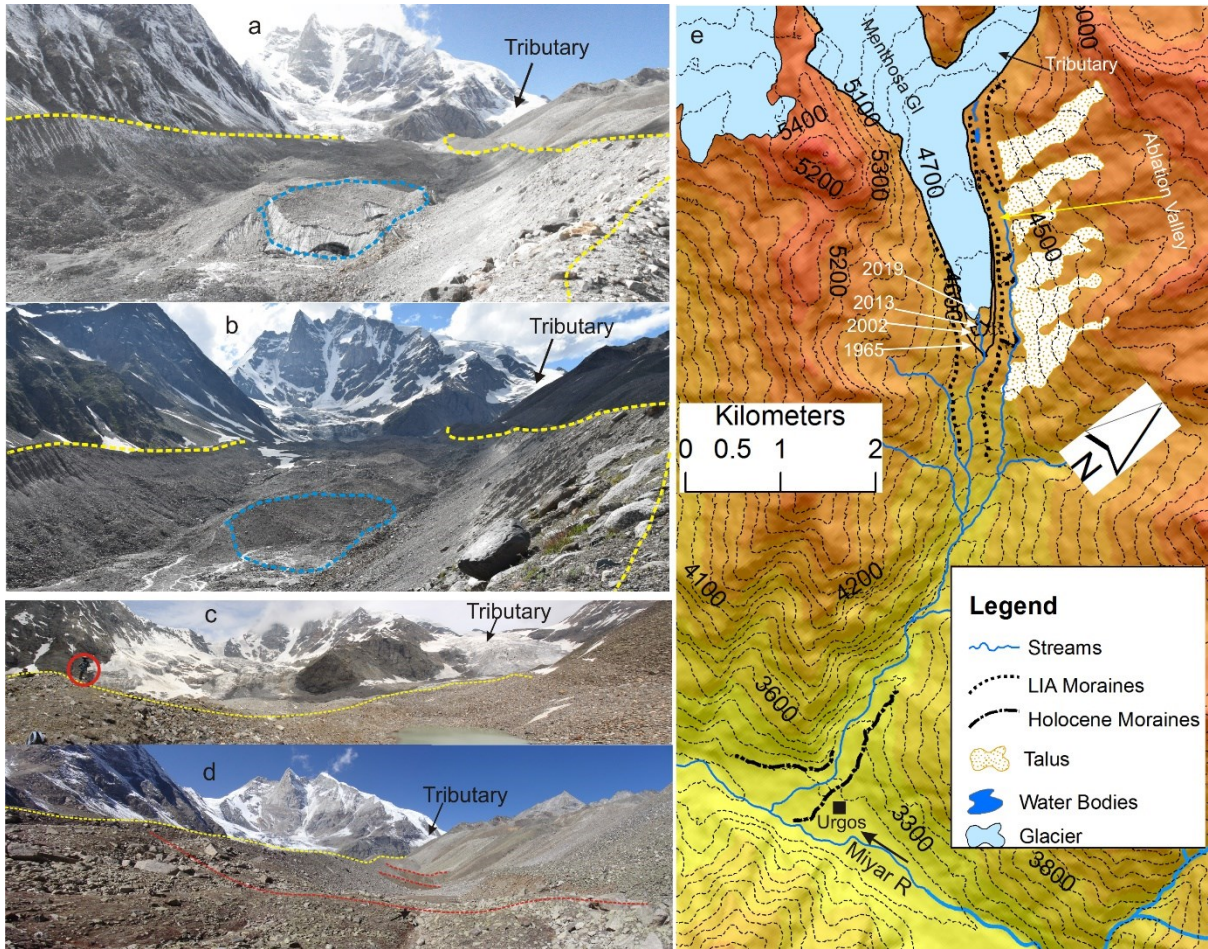 a
Tributary
b
Tributary
c
Tributary
d
Tributary
e
Menthosa Gl
5000
Tributary
5100
5400
5300
5200
4700
Ablation Valley
4500
5200
2019
2013
2002
1965
Kilometers
0 0.5 1 2
N
4100
4200
3600
Urgos
3300
Miyar R
3800
Legend
Streams
LIA Moraines
Holocene Moraines
Talus
Water Bodies
Glacier